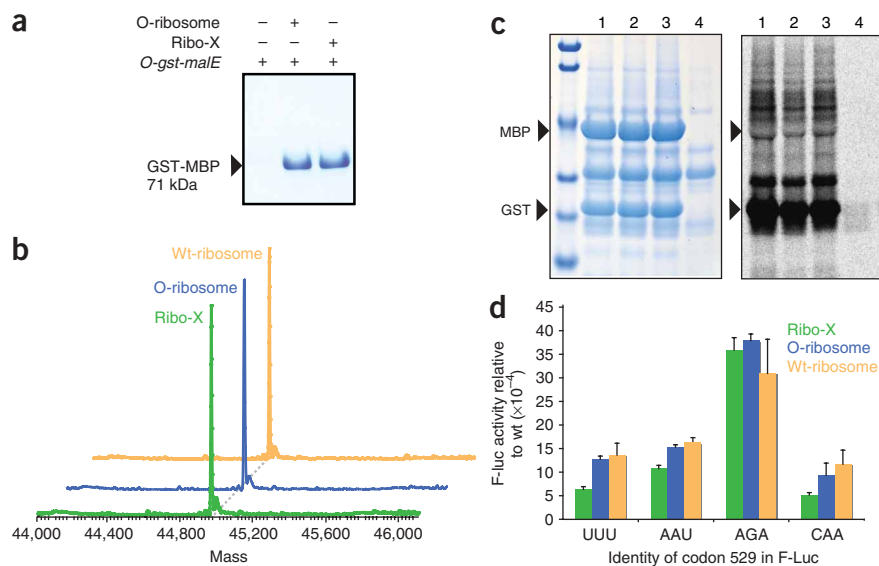 a
O-ribosome − + −
Ribo-X − − +
O-gst-malE + + +
GST-MBP
71 kDa
b
Wt-ribosome
O-ribosome
Ribo-X
44,000 44,400 44,800 45,200 45,600 46,000
Mass
c
1 2 3 4 1 2 3 4
MBP
GST
d
F-luc activity relative
to wt (×10⁻⁴)
45
40
35
30
25
20
15
10
5
0
Ribo-X
O-ribosome
Wt-ribosome
UUU AAU AGA CAA
Identity of codon 529 in F-Luc